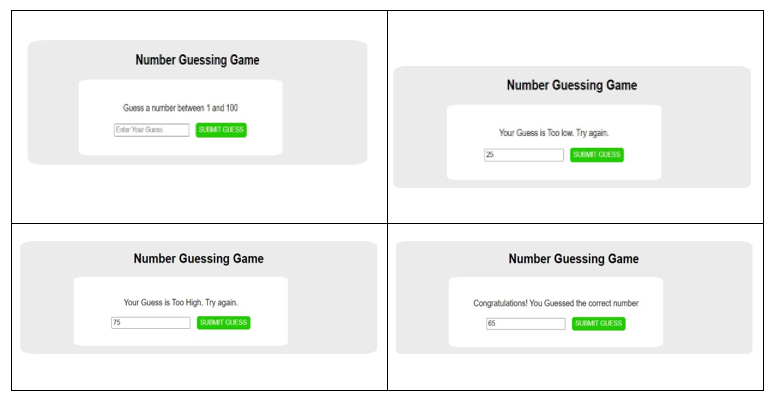 Number Guessing Game
Guess a number between 1 and 100
Enter Your Guess SUBMIT GUESS
Number Guessing Game
Your Guess is Too low. Try again.
25 SUBMIT GUESS
Number Guessing Game
Your Guess is Too High. Try again.
75 SUBMIT GUESS
Number Guessing Game
Congratulations! You Guessed the correct number
65 SUBMIT GUESS